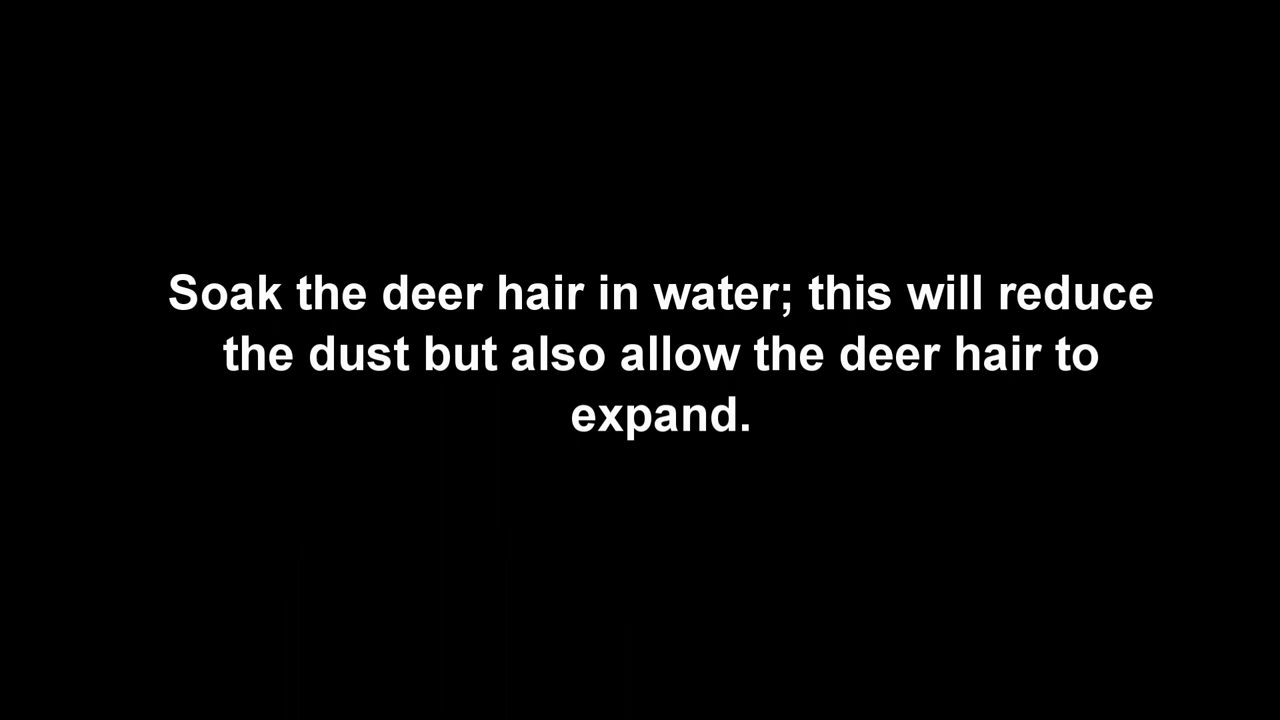 Soak the deer hair in water; this will reduce
the dust but also allow the deer hair to
expand.